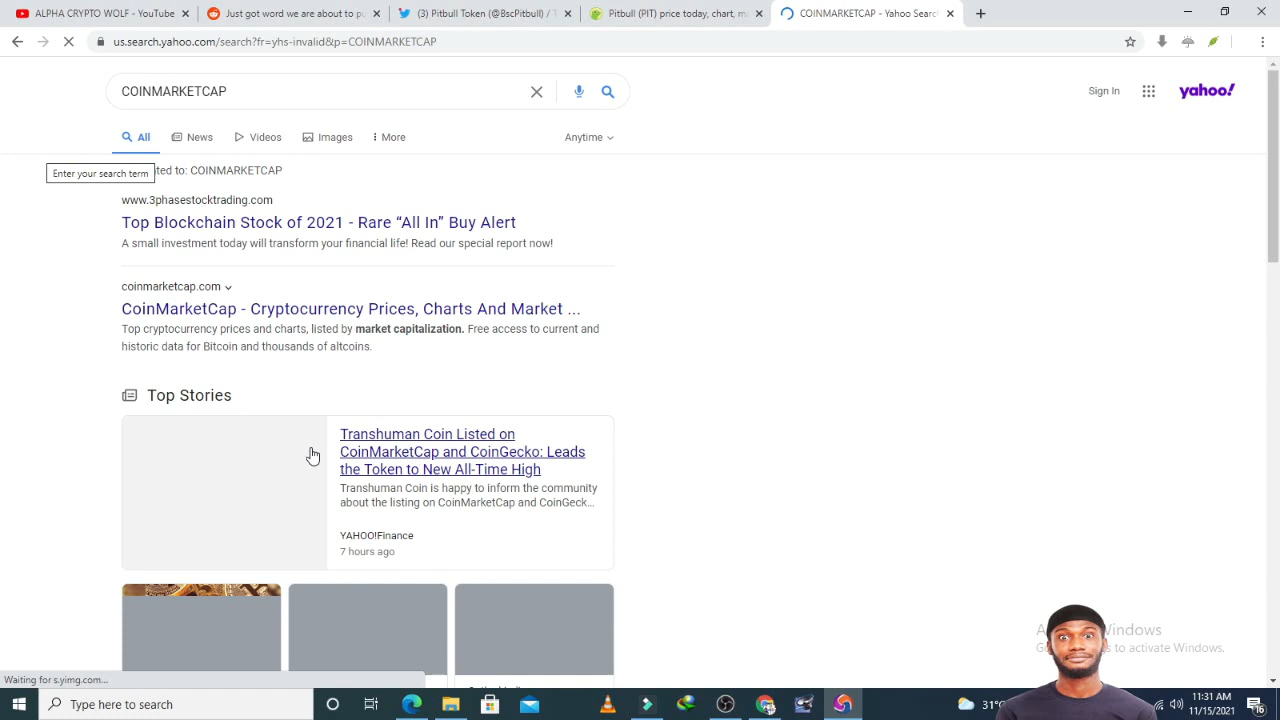 ALPHA CRYPTO WOLF - YouTube
Just got word we are about to p
(3) Pitbull Token (@BscPitbull) / T
Pitbull (PIT) price today, chart, ma
COINMARKETCAP - Yahoo Search
us.search.yahoo.com/search?fr=yhs-invalid&p=COINMARKETCAP
COINMARKETCAP
Sign In
yahoo!
All
News
Videos
Images
More
Anytime
Enter your search term
ted to: COINMARKETCAP
www.3phasestocktrading.com
Top Blockchain Stock of 2021 - Rare “All In” Buy Alert
A small investment today will transform your financial life! Read our special report now!
coinmarketcap.com
CoinMarketCap - Cryptocurrency Prices, Charts And Market ...
Top cryptocurrency prices and charts, listed by market capitalization. Free access to current and
historic data for Bitcoin and thousands of altcoins.
Top Stories
Transhuman Coin Listed on
CoinMarketCap and CoinGecko: Leads
the Token to New All-Time High
Transhuman Coin is happy to inform the community
about the listing on CoinMarketCap and CoinGeck...
YAHOO!Finance
7 hours ago
Windows
to activate Windows.
Waiting for s.yimg.com...
Type here to search
31°
11:31 AM
11/15/2021
16